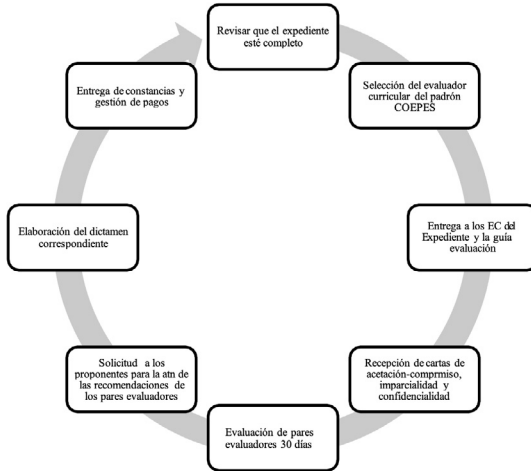 Revisar que el expediente
esté completo
Selección del evaluador
curricular del padrón
COEPES
Entrega a los EC del
Expediente y la guía
evaluación
Recepción de cartas de
acetación-comprmiso,
imparcialidad y
confidencialidad
Evaluación de pares
evaluadores 30 días
Solicitud a los
proponentes para la atn de
las recomendaciones de
los pares evaluadores
Elaboración del dictamen
correspondiente
Entrega de constancias y
gestión de pagos